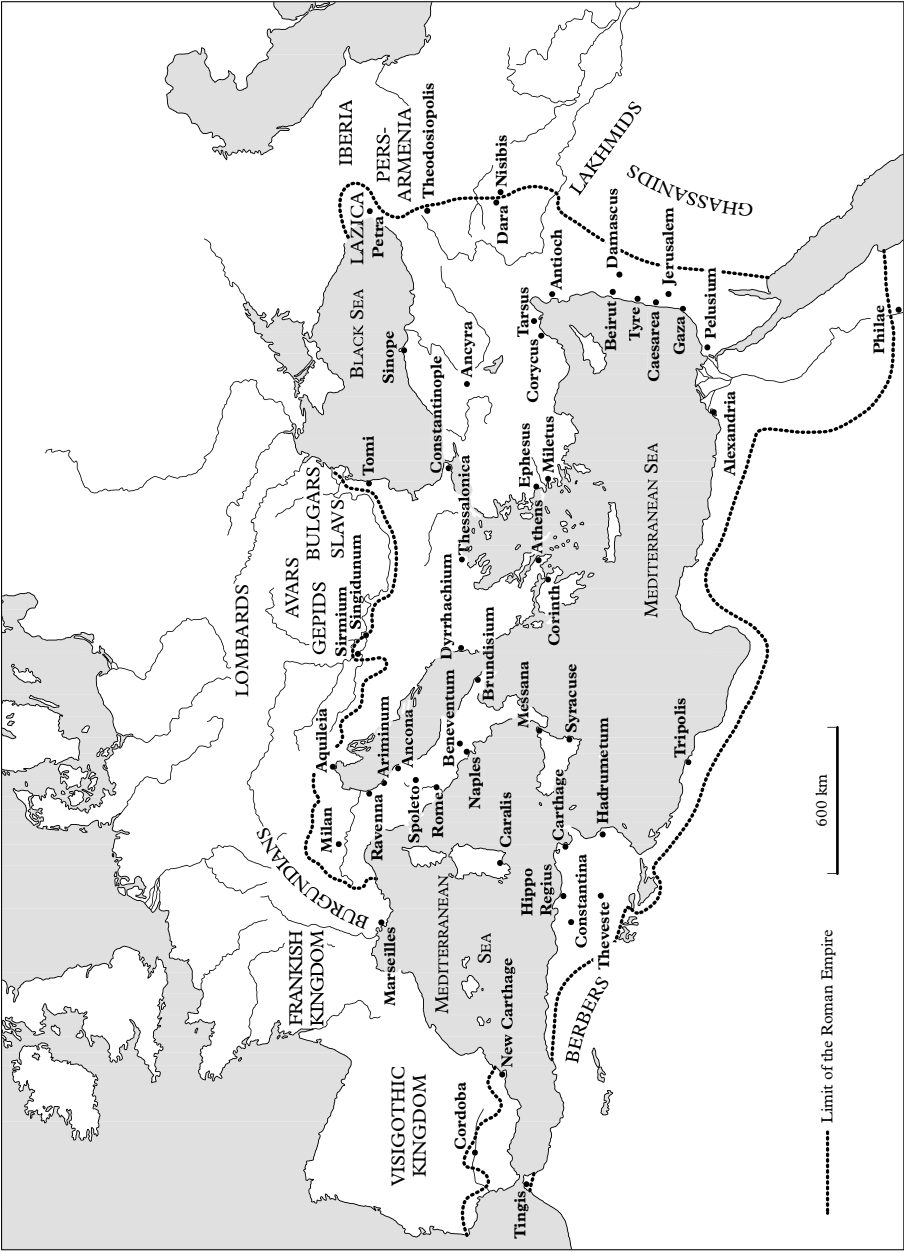 IBERIA
PERS-
ARMENIA
LAZICA
Petra
Theodosiopolis
Nisibis
Dara
LAKHMIDS
GHASSANIDS
BLACK SEA
Sinope
Tomi
Constantinople
Ancyra
Tarsus
Corycus
Antioch
Damascus
Beirut
Tyre
Caesarea
Jerusalem
Gaza
Pelusium
Philae
Alexandria
Ephesus
Miletus
Thessalonica
Athens
Corinth
MEDITERRANEAN SEA
LOMBARDS
AVARS
GEPIDS
BULGARS
SLAVS
Sirmium
Singidunum
Dyrrhachium
Brundisium
Beneventum
Naples
Messana
Syracuse
Aquileia
Milan
Ravenna
Ariminum
Ancona
Spoleto
Rome
Caralis
Carthage
Hadrumetum
Tripolis
Hippo
Regius
Constantina
Theveste
BURGUNDIANS
FRANKISH
KINGDOM
Marseilles
MEDITERRANEAN
SEA
New Carthage
BERBERS
VISIGOTHIC
KINGDOM
Cordoba
Tingis
600 km
Limit of the Roman Empire